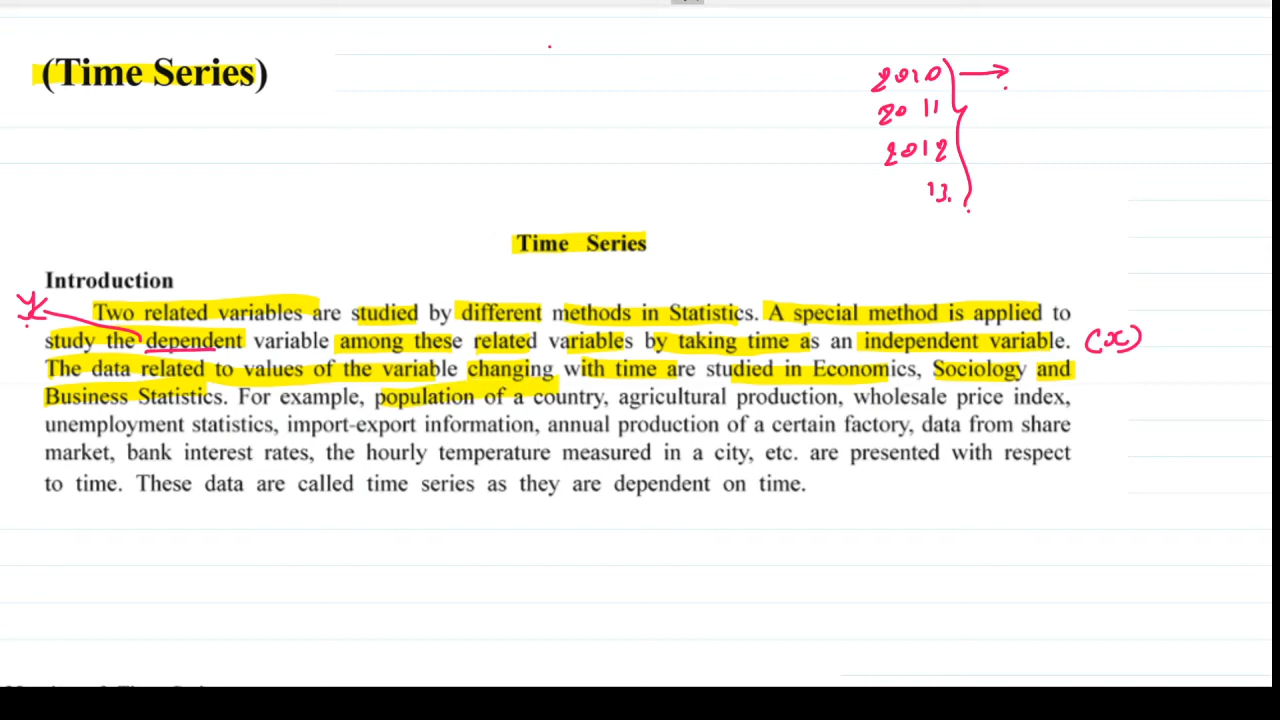 (Time Series)
2010
2011
2012
13.
Time Series
Introduction
Two related variables are studied by different methods in Statistics. A special method is applied to
y
study the dependent variable among these related variables by taking time as an independent variable. (x)
The data related to values of the variable changing with time are studied in Economics, Sociology and
Business Statistics. For example, population of a country, agricultural production, wholesale price index,
unemployment statistics, import-export information, annual production of a certain factory, data from share
market, bank interest rates, the hourly temperature measured in a city, etc. are presented with respect
to time. These data are called time series as they are dependent on time.